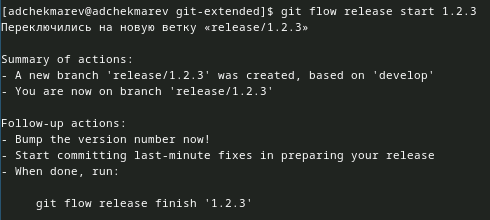 [adchekmarev@adchekmarev git-extended]$ git flow release start 1.2.3
Переключились на новую ветку «release/1.2.3»
Summary of actions:
- A new branch 'release/1.2.3' was created, based on 'develop'
- You are now on branch 'release/1.2.3'
Follow-up actions:
- Bump the version number now!
- Start committing last-minute fixes in preparing your release
- When done, run:
git flow release finish '1.2.3'